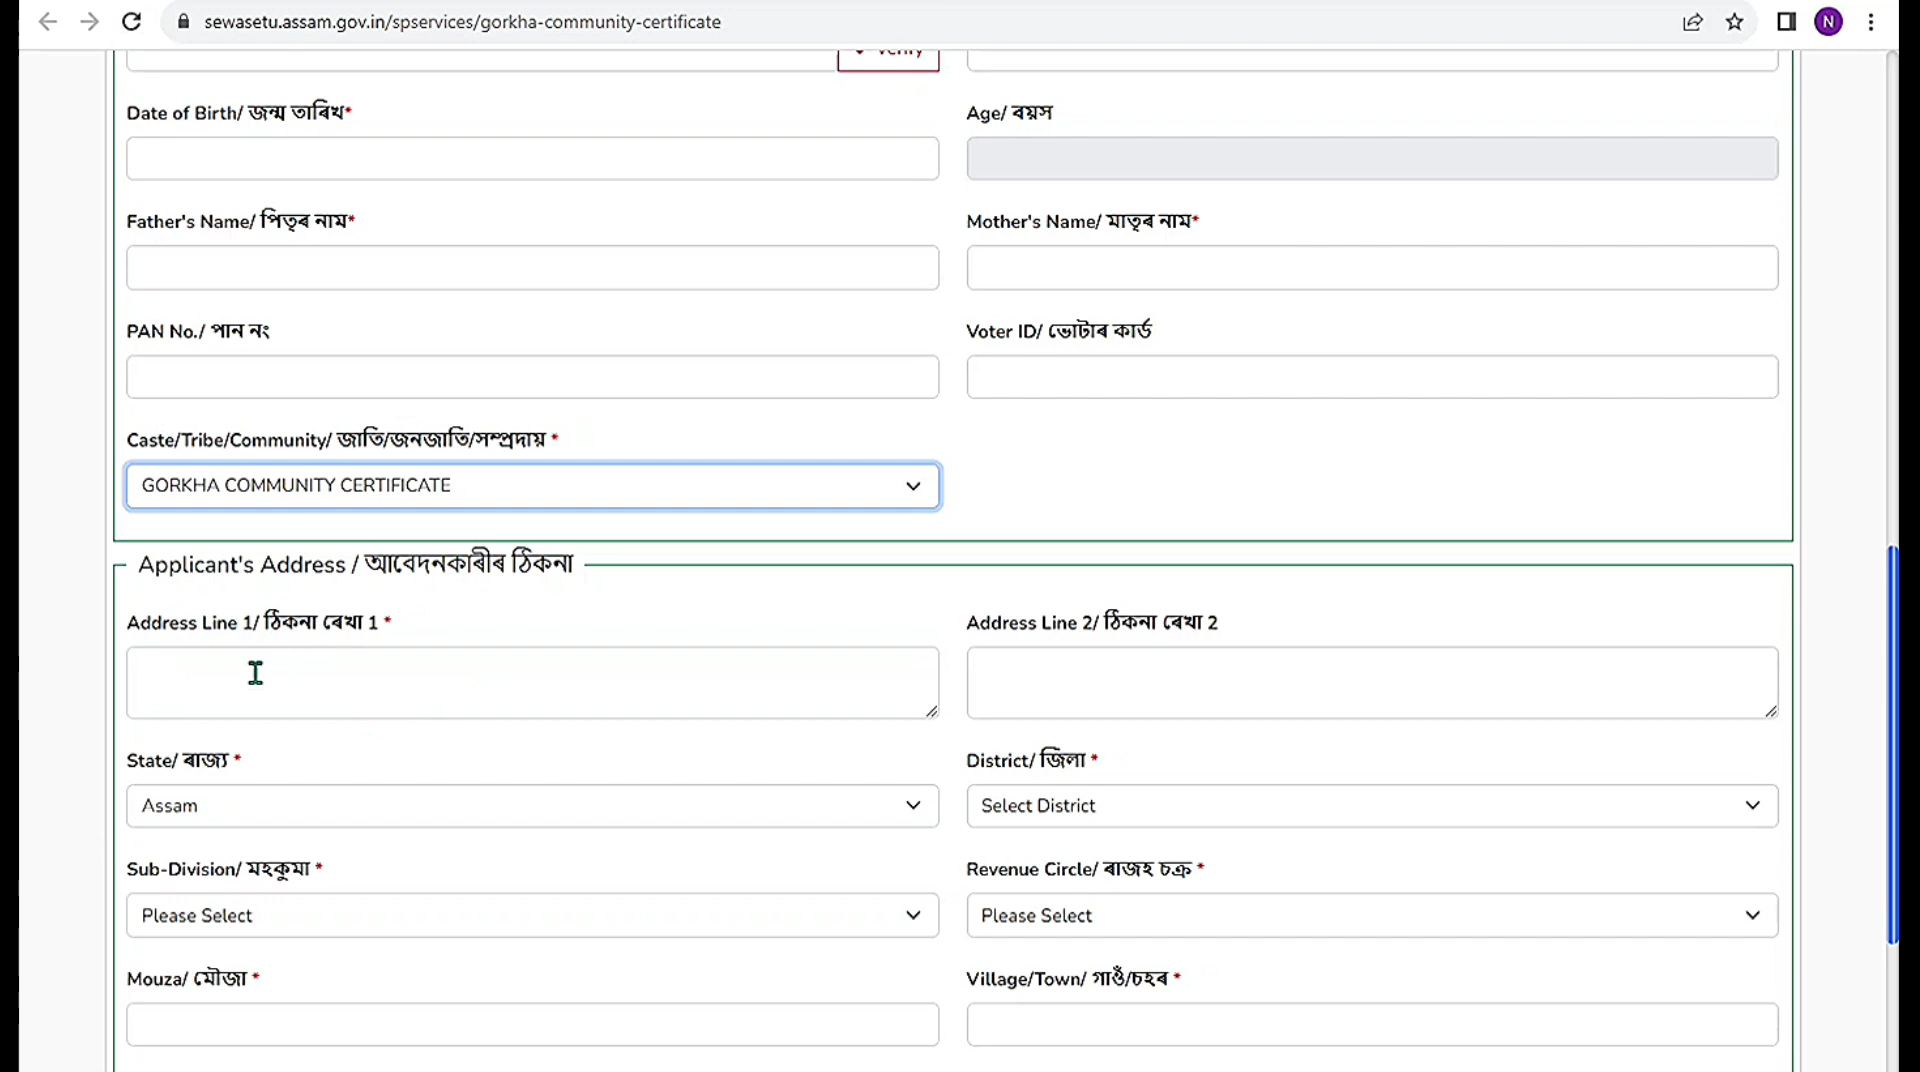 sewasetu.assam.gov.in/spservices/gorkha-community-certificate
N
Verify
Date of Birth/ জন্ম তাৰিখ*
Age/ বয়স
Father's Name/ পিতৃৰ নাম*
Mother's Name/ মাতৃৰ নাম*
PAN No./ পান নং
Voter ID/ ভোটাৰ কাৰ্ড
Caste/Tribe/Community/ জাতি/জনজাতি/সম্প্ৰদায় *
GORKHA COMMUNITY CERTIFICATE
Applicant's Address / আবেদনকাৰীৰ ঠিকনা
Address Line 1/ ঠিকনা ৰেখা 1 *
Address Line 2/ ঠিকনা ৰেখা 2
State/ ৰাজ্য *
District/ জিলা *
Assam
Select District
Sub-Division/ মহকুমা *
Revenue Circle/ ৰাজহ চক্ৰ *
Please Select
Please Select
Mouza/ মৌজা *
Village/Town/ গাওঁ/চহৰ *